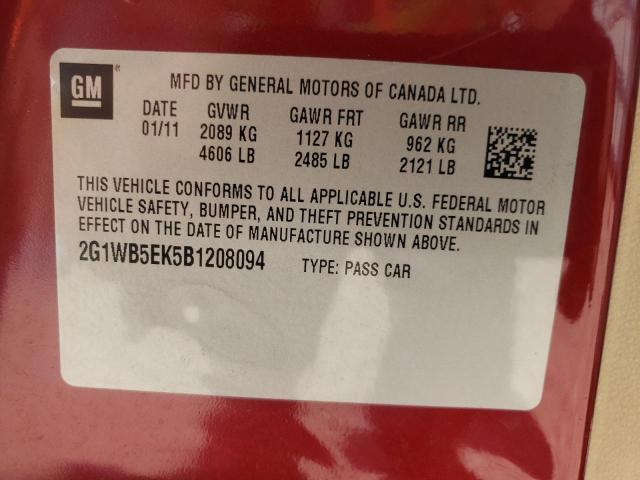 GM
MFD BY GENERAL MOTORS OF CANADA LTD.
DATE GVWR GAWR FRT GAWR RR
01/11 2089 KG 1127 KG 962 KG
4606 LB 2485 LB 2121 LB
THIS VEHICLE CONFORMS TO ALL APPLICABLE U.S. FEDERAL MOTOR
VEHICLE SAFETY, BUMPER, AND THEFT PREVENTION STANDARDS IN
EFFECT ON THE DATE OF MANUFACTURE SHOWN ABOVE.
2G1WB5EK5B1208094 TYPE: PASS CAR